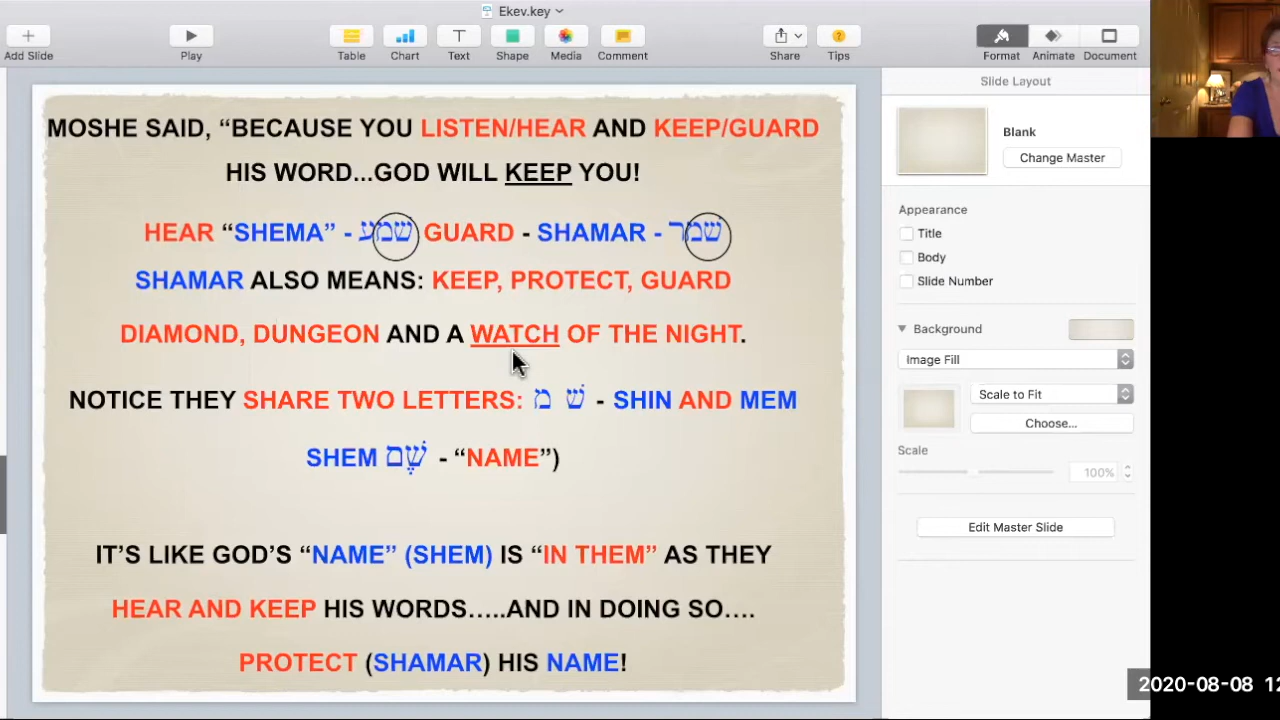 Ekev.key
Add Slide
Play
Table
Chart
Text
Shape
Media
Comment
Share
Tips
Format
Animate
Document
MOSHE SAID, “BECAUSE YOU LISTEN/HEAR AND KEEP/GUARD
HIS WORD...GOD WILL KEEP YOU!
HEAR “SHEMA” - שמע GUARD - SHAMAR - שמר
SHAMAR ALSO MEANS: KEEP, PROTECT, GUARD
DIAMOND, DUNGEON AND A WATCH OF THE NIGHT.
NOTICE THEY SHARE TWO LETTERS: שׁ מ - SHIN AND MEM
SHEM שֶׁם - “NAME”)
IT’S LIKE GOD’S “NAME” (SHEM) IS “IN THEM” AS THEY
HEAR AND KEEP HIS WORDS…..AND IN DOING SO….
PROTECT (SHAMAR) HIS NAME!
Slide Layout
Blank
Change Master
Appearance
Title
Body
Slide Number
Background
Image Fill
Scale to Fit
Choose...
Scale
100%
Edit Master Slide
2020-08-08 12